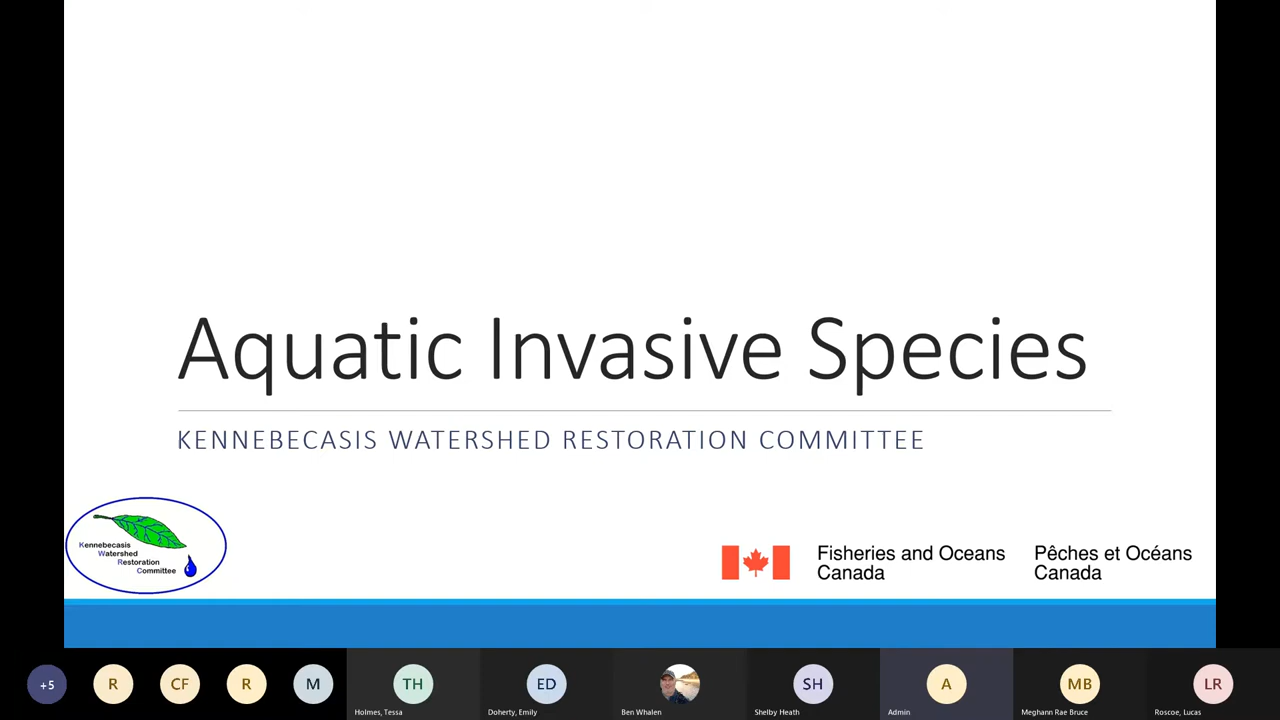 Aquatic Invasive Species
KENNEBECASIS WATERSHED RESTORATION COMMITTEE
Kennebecasis
Watershed
Restoration
Committee
Fisheries and Oceans
Canada
Pêches et Océans
Canada
+5
R
CF
R
M
TH
ED
SH
A
MB
LR
Holmes, Tessa
Doherty, Emily
Ben Whalen
Shelby Heath
Admin
Meghann Rae Bruce
Roscoe, Lucas